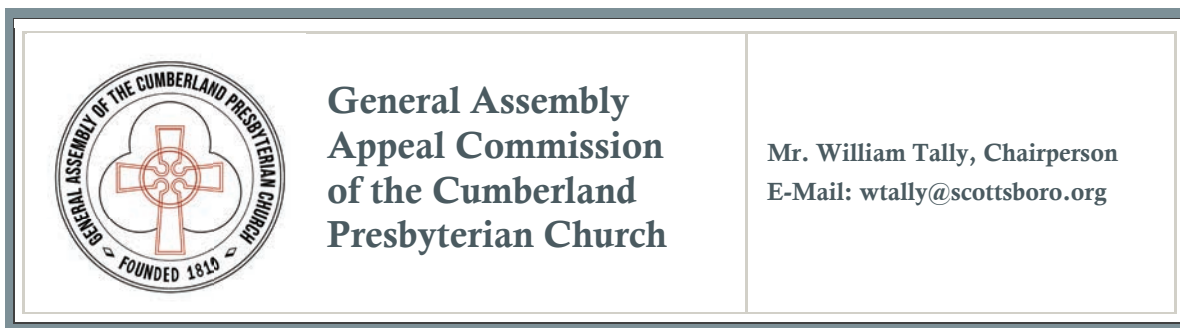 GENERAL ASSEMBLY OF THE CUMBERLAND PRESBYTERIAN CHURCH
FOUNDED 1810
General Assembly
Appeal Commission
of the Cumberland
Presbyterian Church
Mr. William Tally, Chairperson
E-Mail: wtally@scottsboro.org